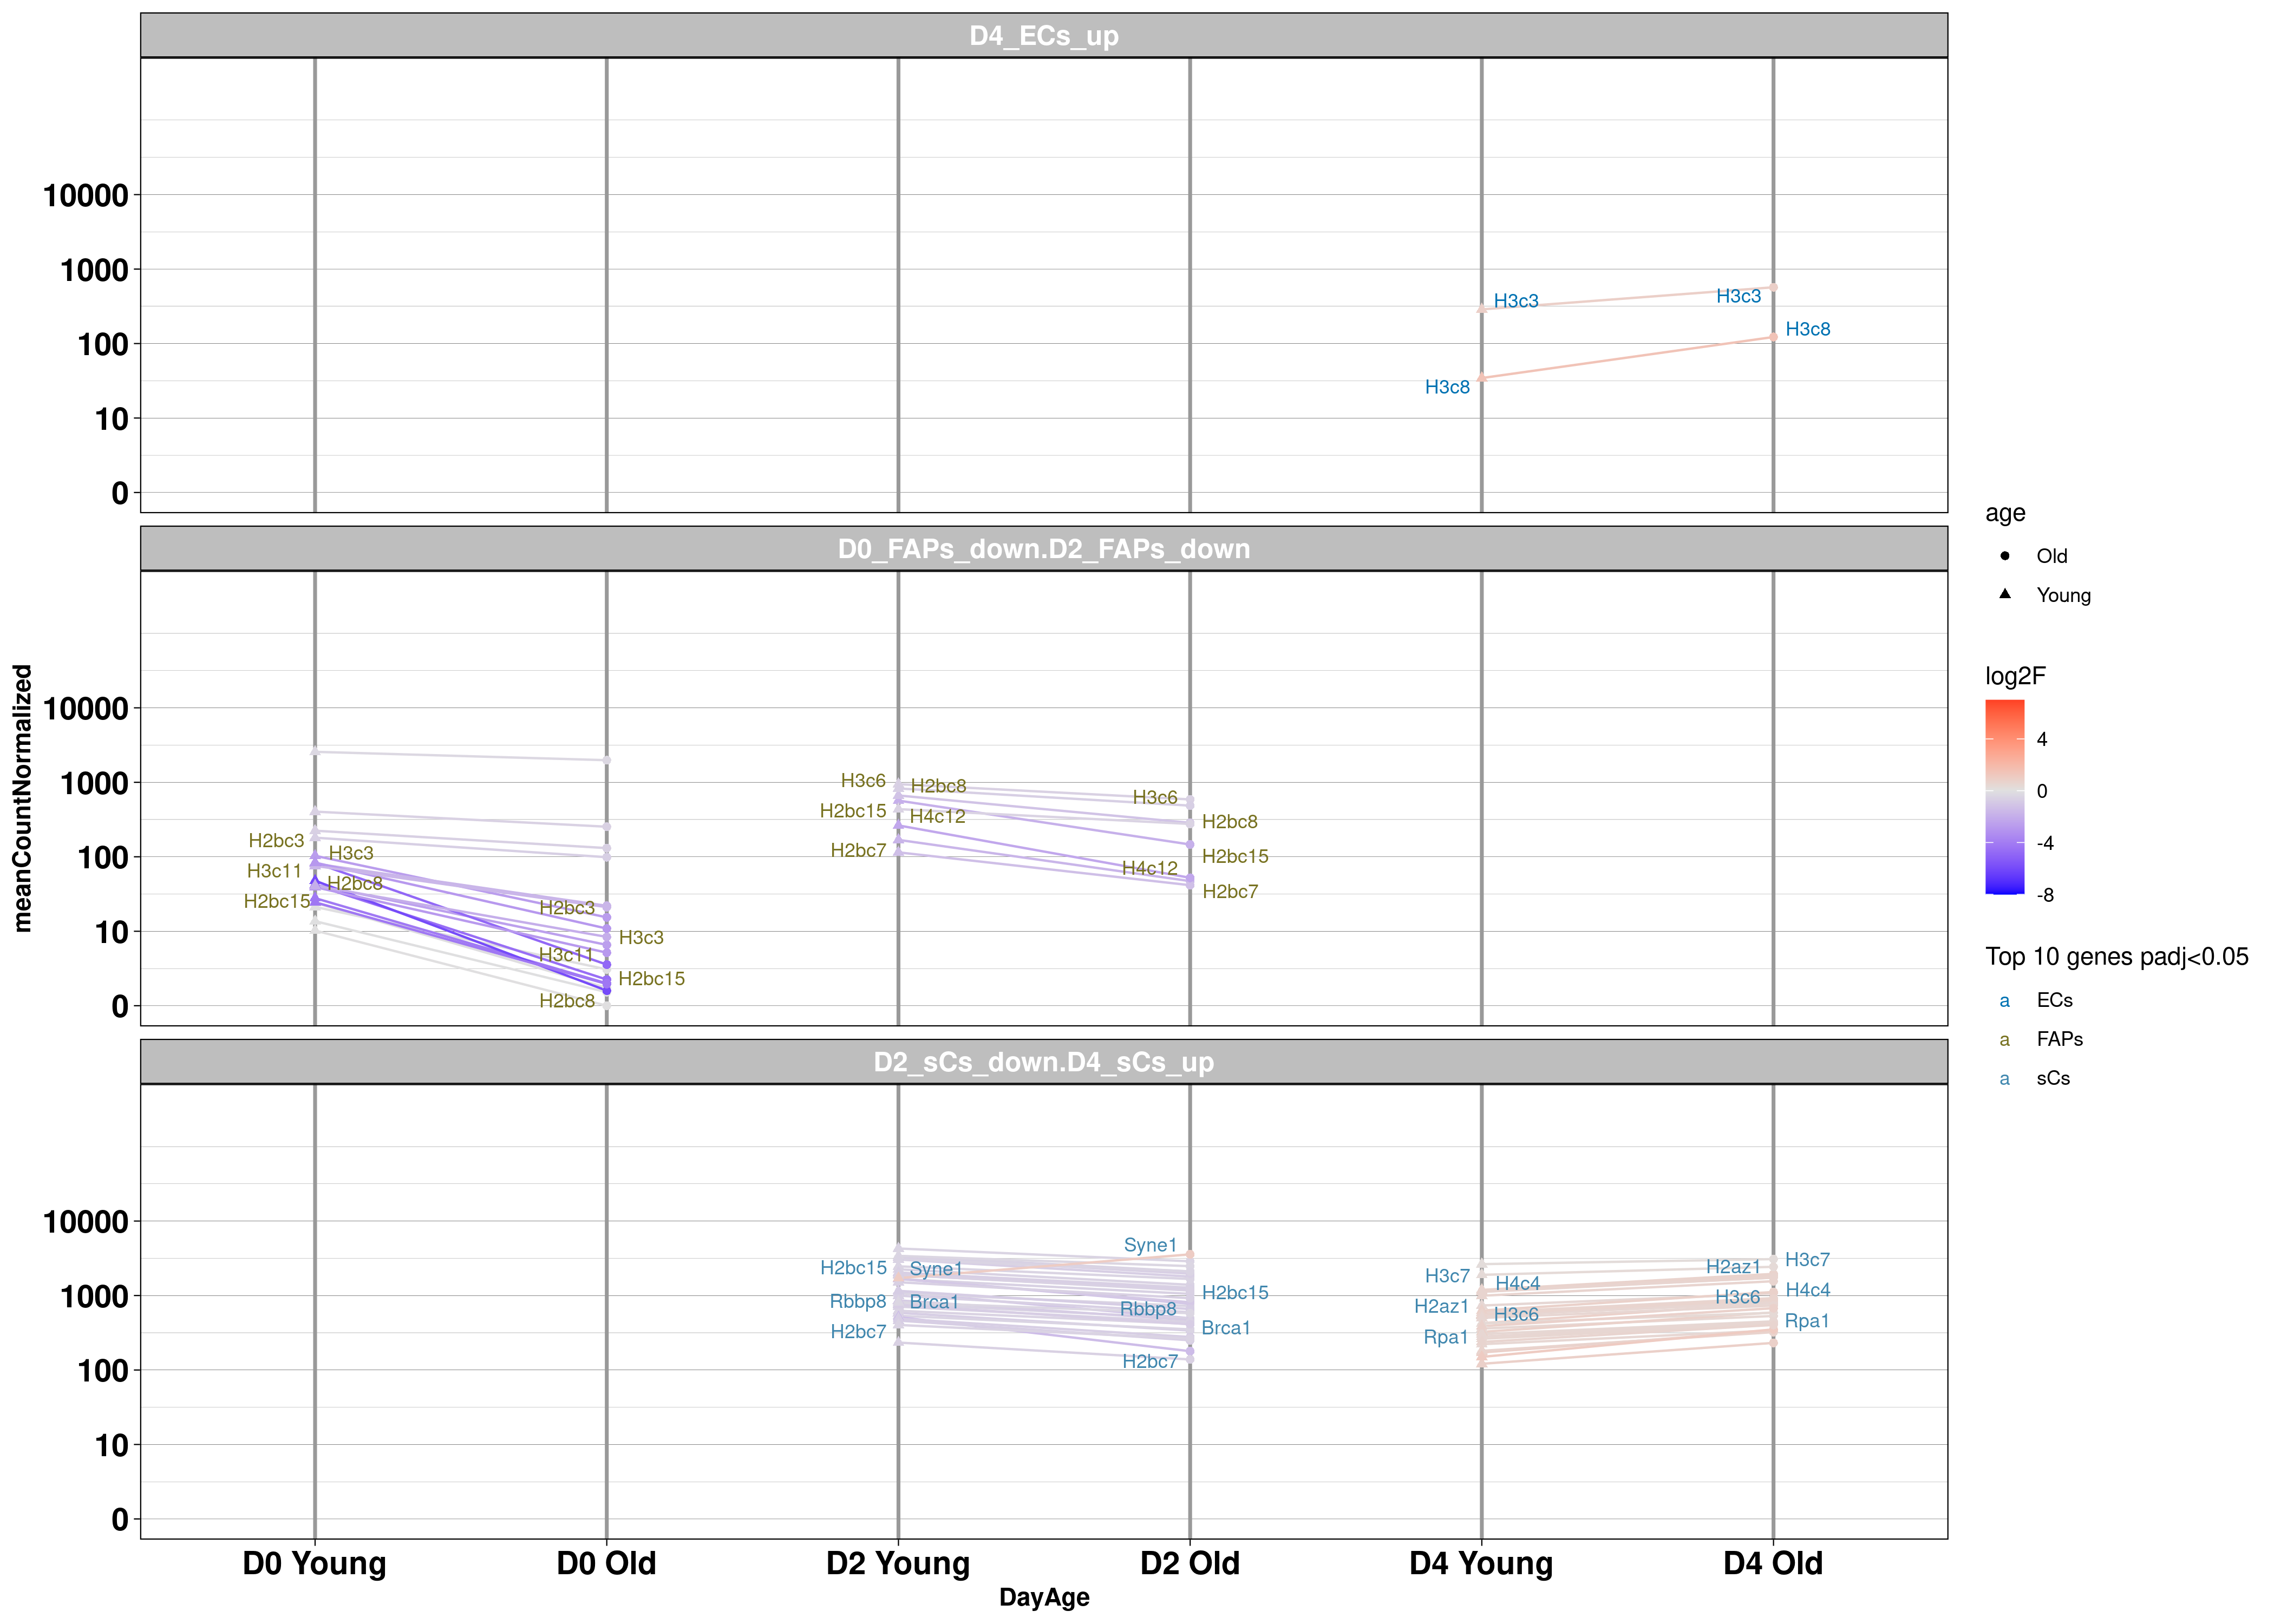 D4_ECs_up
10000
1000
100
10
0
H3c3
H3c3
H3c8
H3c8
D0_FAPs_down.D2_FAPs_down
10000
1000
100
10
0
H2bc3
H3c3
H3c11
H2bc8
H2bc15
H2bc3
H3c3
H3c11
H2bc15
H2bc8
H3c6
H2bc8
H2bc15
H4c12
H2bc7
H3c6
H2bc8
H2bc15
H4c12
H2bc7
D2_sCs_down.D4_sCs_up
10000
1000
100
10
0
H2bc15
Syne1
Rbbp8
Brca1
H2bc7
Syne1
H2bc15
Rbbp8
Brca1
H2bc7
H3c7
H4c4
H2az1
H3c6
Rpa1
H3c7
H2az1
H4c4
H3c6
Rpa1
D0 Young
D0 Old
D2 Young
D2 Old
D4 Young
D4 Old
DayAge
meanCountNormalized
age
Old
Young
log2F
4
0
-4
-8
Top 10 genes padj<0.05
a ECs
a FAPs
a sCs